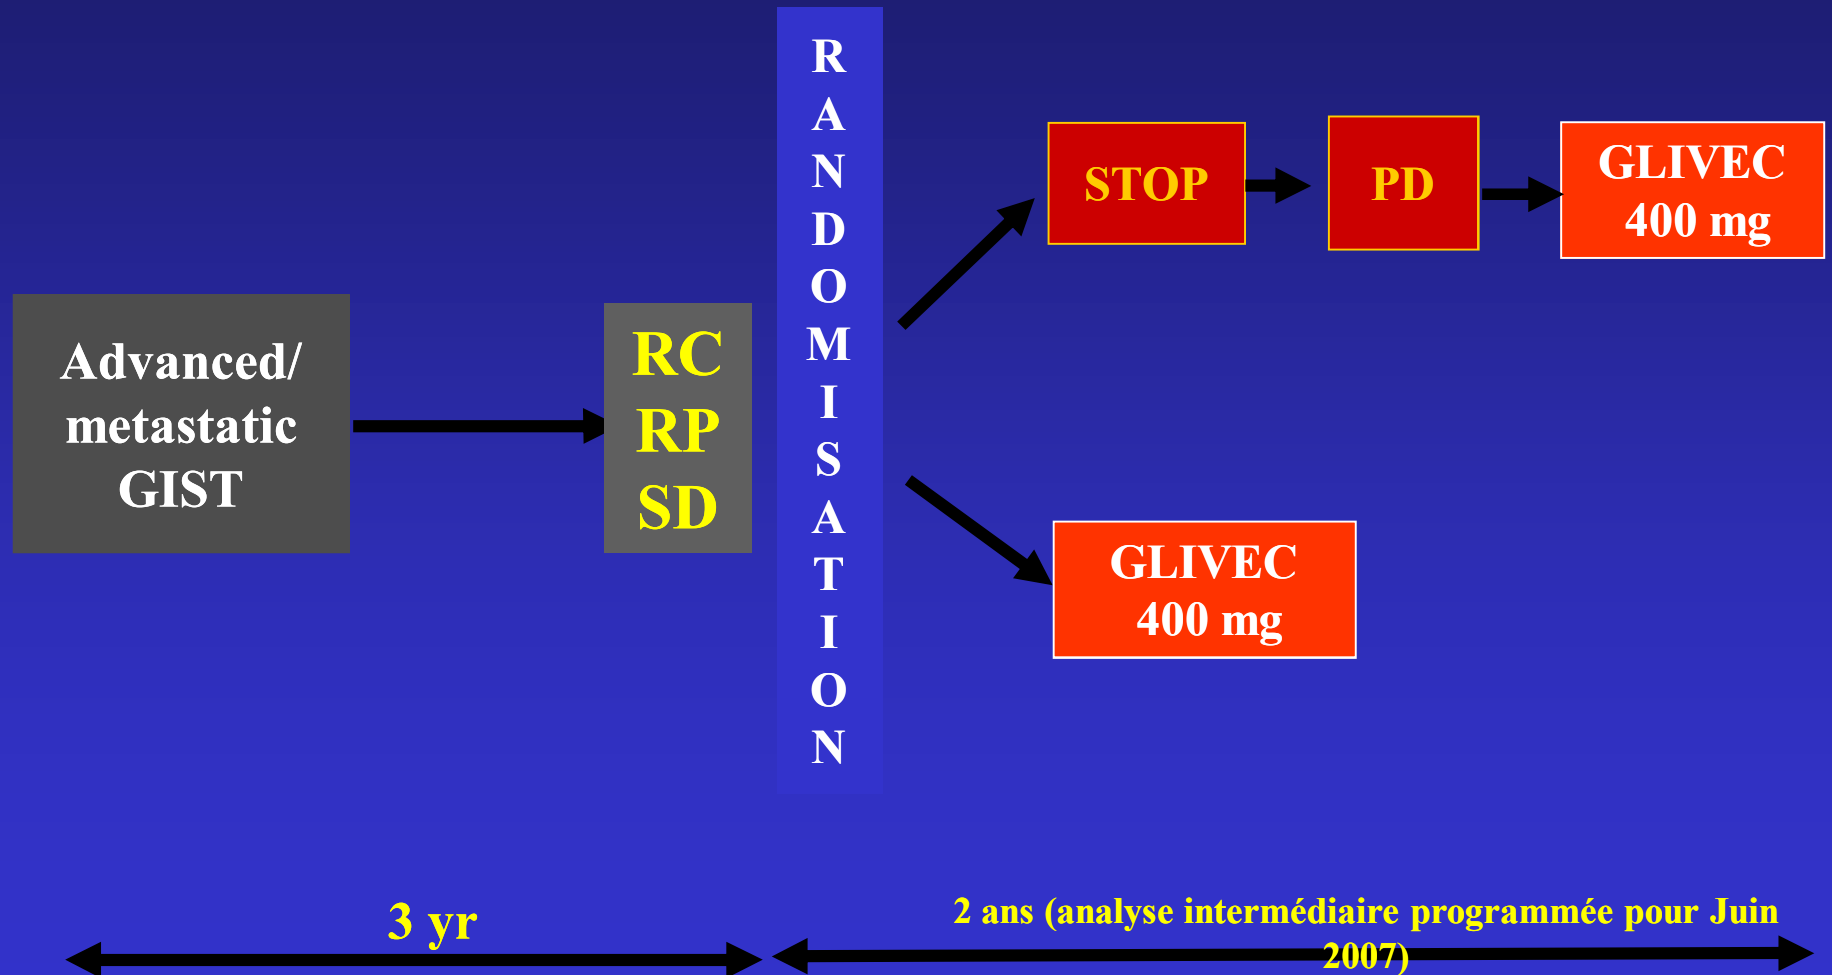 Advanced/
metastatic
GIST
RC
RP
SD
R
A
N
D
O
M
I
S
A
T
I
O
N
STOP
PD
GLIVEC
400 mg
GLIVEC
400 mg
3 yr
2 ans (analyse intermédiaire programmée pour Juin
2007)